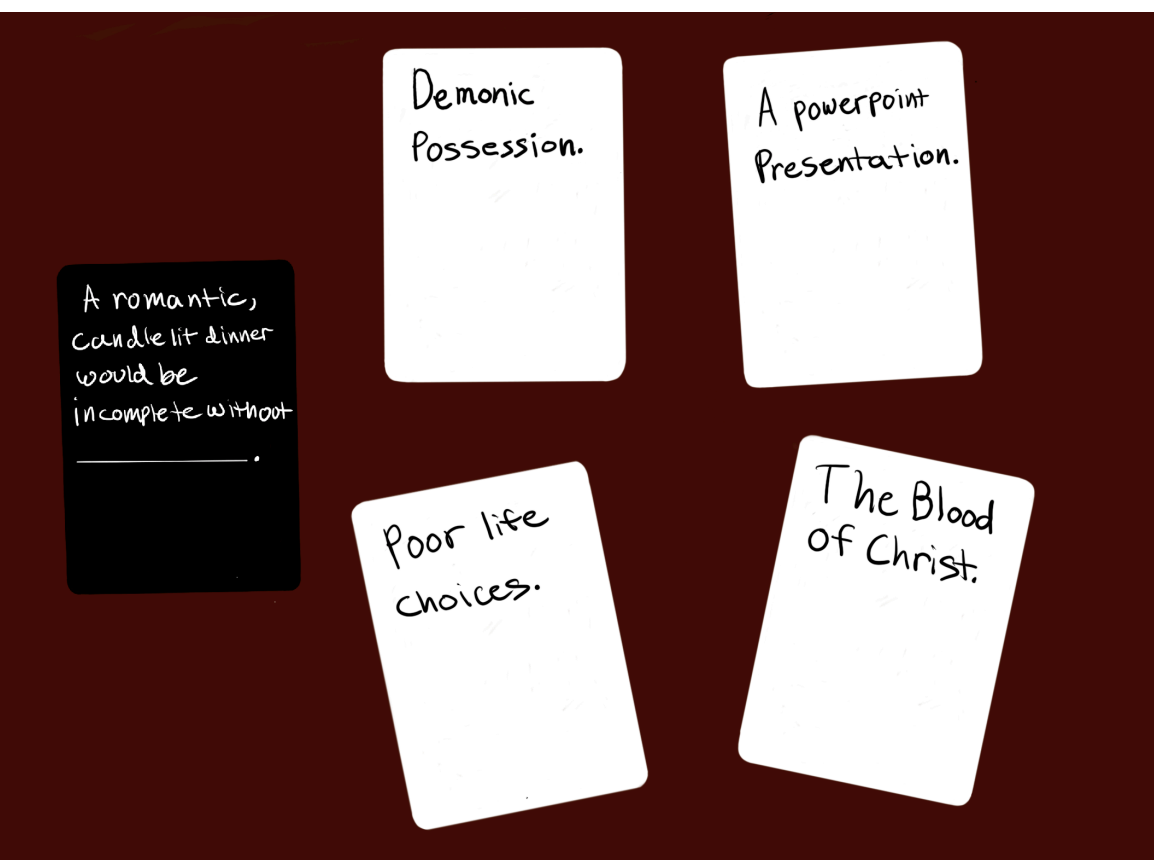 A romantic,
candle lit dinner
would be
incomplete without
__________.
Demonic
Possession.
A powerpoint
Presentation.
Poor life
choices.
The Blood
of Christ.